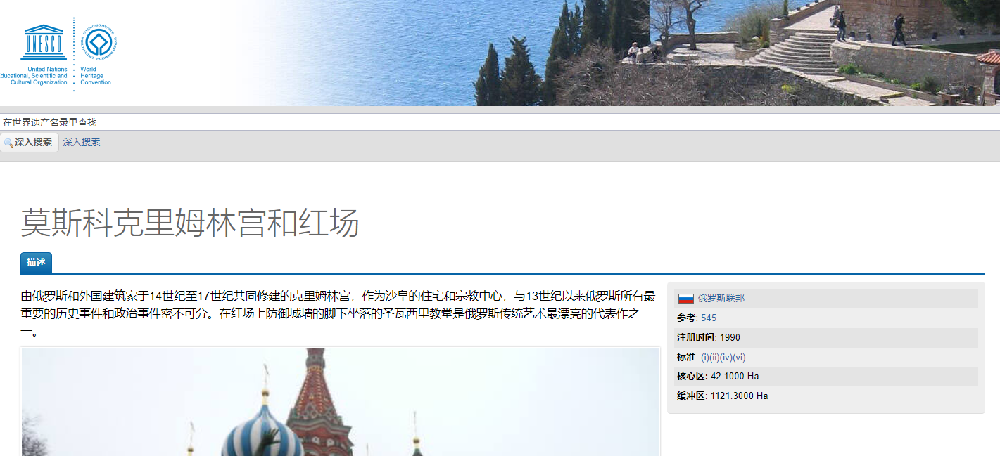 UNESCO
United Nations
Educational, Scientific and
Cultural Organization
PATRIMONIO MUNDIAL
WORLD HERITAGE
PATRIMOINE MONDIAL
World
Heritage
Convention
在世界遗产名录里查找
深入搜索 深入搜索
莫斯科克里姆林宫和红场
描述
由俄罗斯和外国建筑家于14世纪至17世纪共同修建的克里姆林宫，作为沙皇的住宅和宗教中心，与13世纪以来俄罗斯所有最
重要的历史事件和政治事件密不可分。在红场上防御城墙的脚下坐落的圣瓦西里教堂是俄罗斯传统艺术最漂亮的代表作之
一。
俄罗斯联邦
参考: 545
注册时间: 1990
标准: (i)(ii)(iv)(vi)
核心区: 42.1000 Ha
缓冲区: 1121.3000 Ha